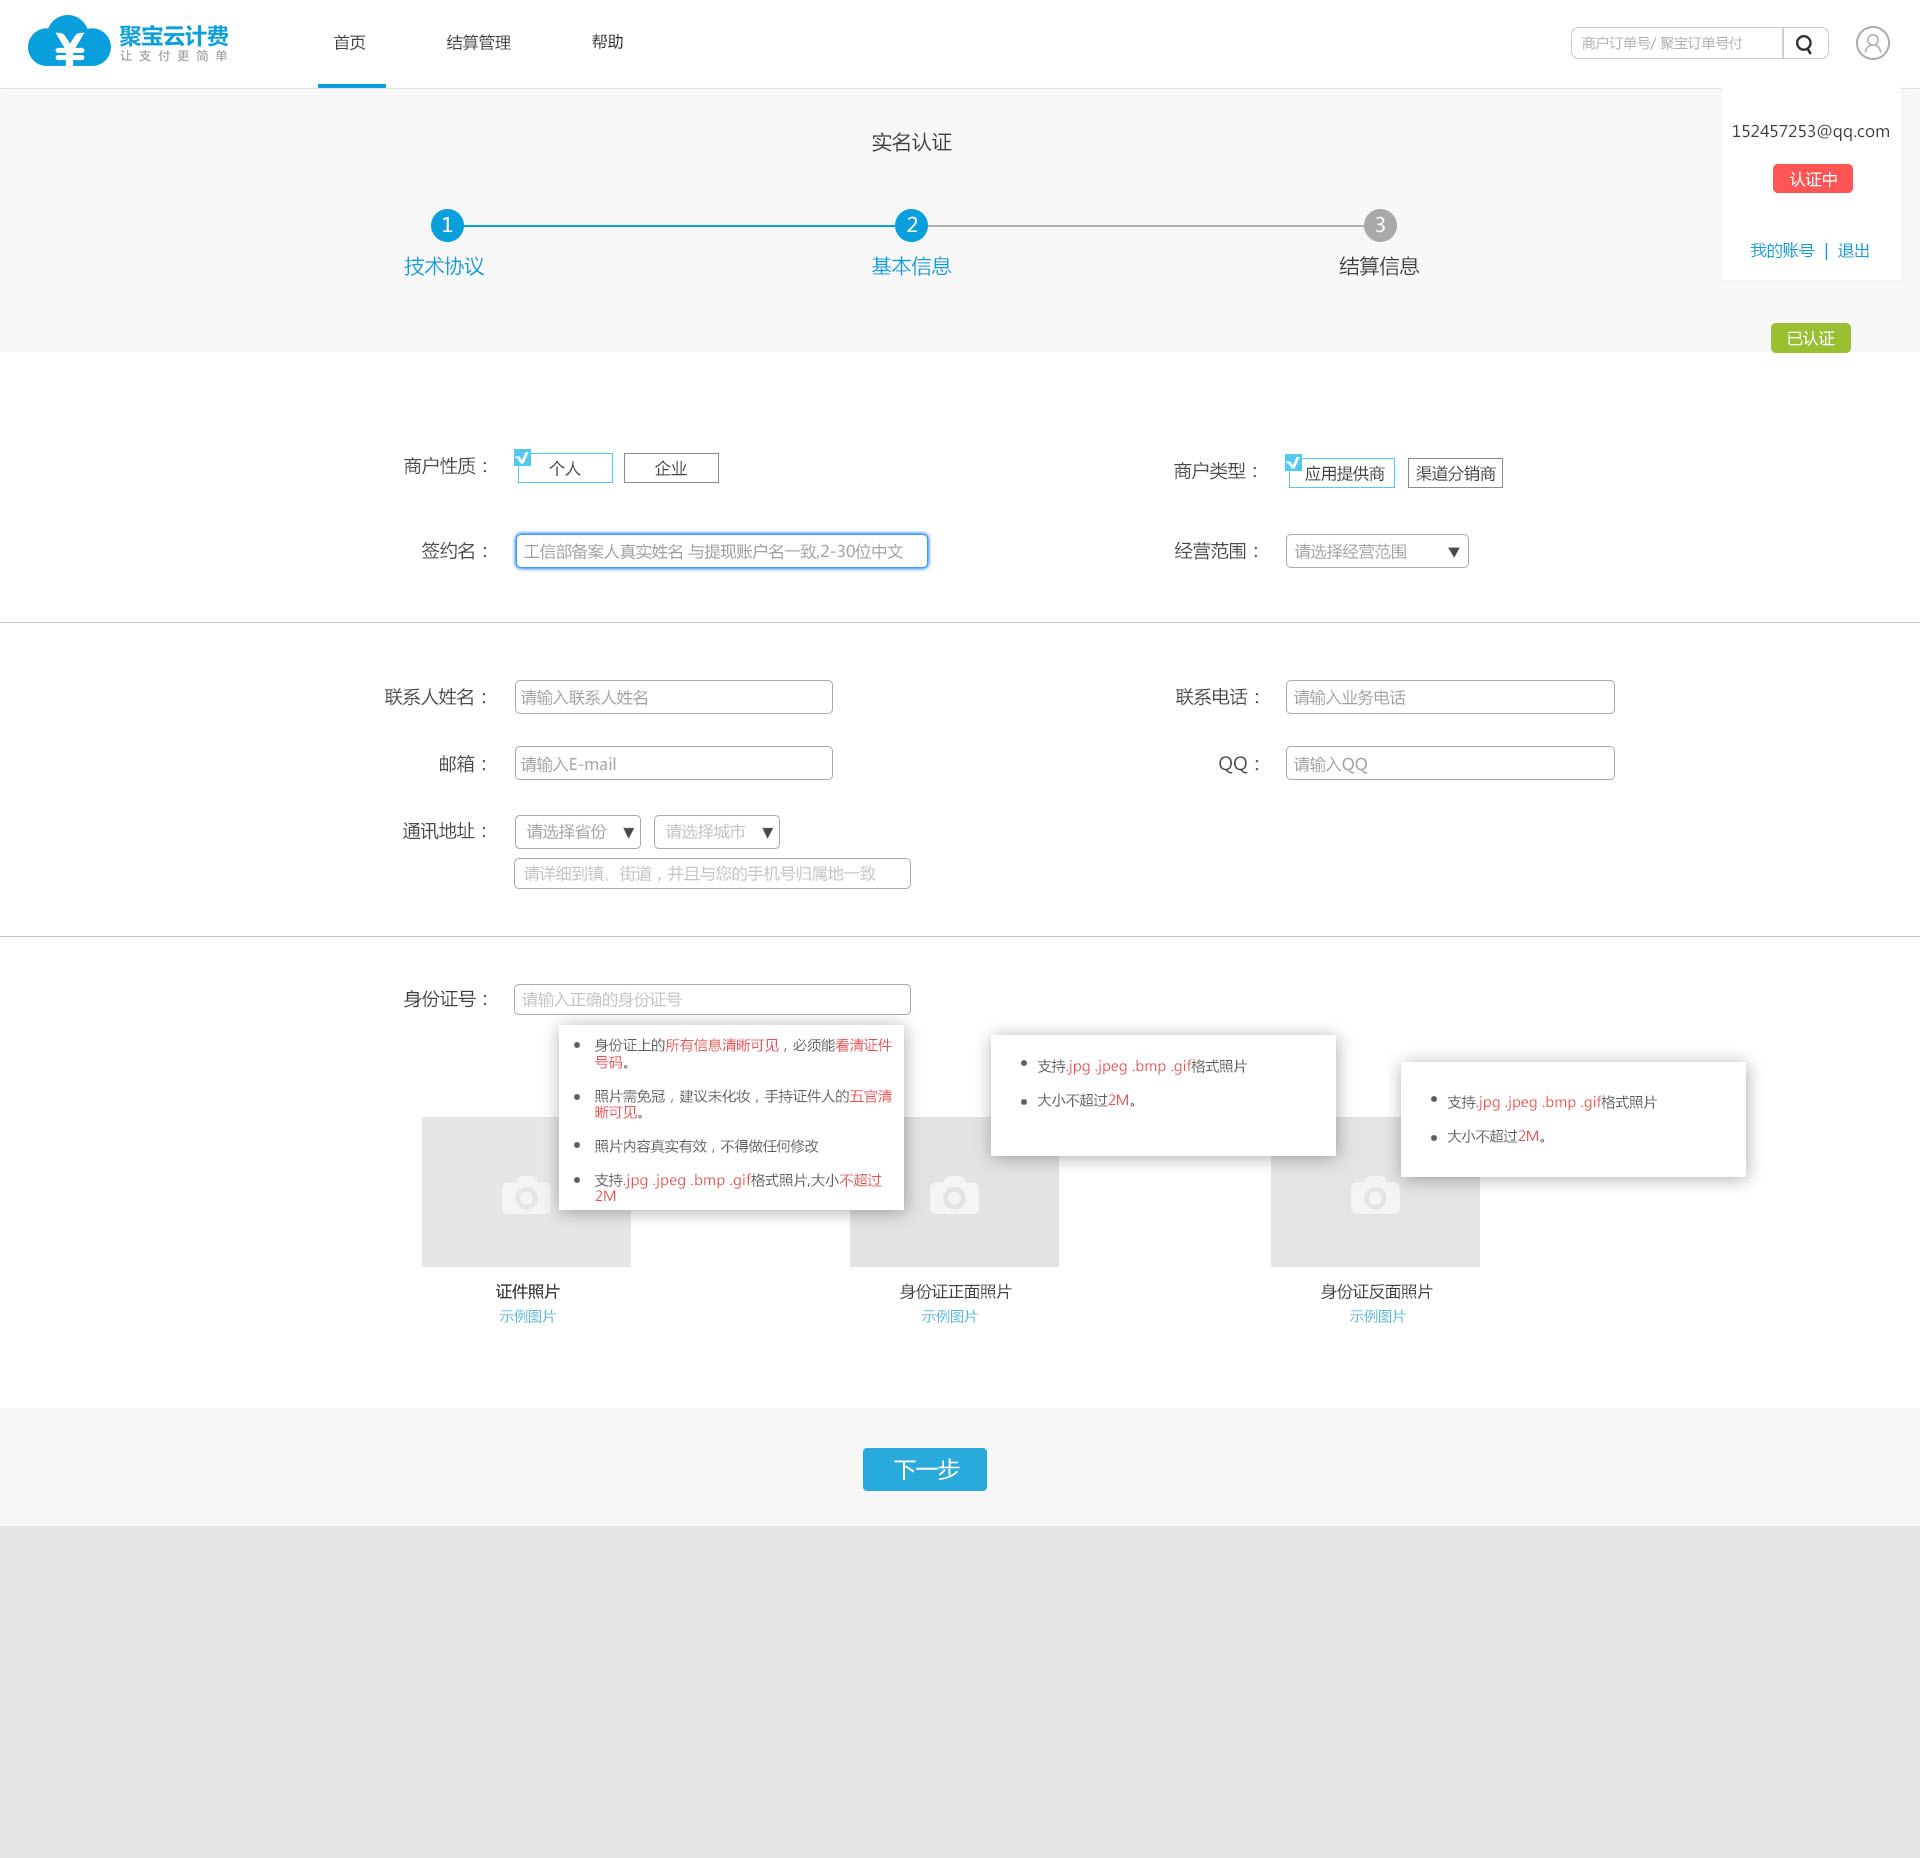 聚宝云计费
让支付更简单
首页
结算管理
帮助
商户订单号/ 聚宝订单号付
152457253@qq.com
认证中
我的账号 | 退出
已认证
实名认证
1
2
3
技术协议
基本信息
结算信息
商户性质：
个人
企业
商户类型：
应用提供商
渠道分销商
签约名：
工信部备案人真实姓名 与提现账户名一致,2-30位中文
经营范围：
请选择经营范围
联系人姓名：
请输入联系人姓名
联系电话：
请输入业务电话
邮箱：
请输入E-mail
QQ：
请输入QQ
通讯地址：
请选择省份
请选择城市
请详细到镇、街道，并且与您的手机号归属地一致
身份证号：
请输入正确的身份证号
身份证上的所有信息清晰可见，必须能看清证件
号码。
照片需免冠，建议未化妆，手持证件人的五官清
晰可见。
照片内容真实有效，不得做任何修改
支持.jpg .jpeg .bmp .gif格式照片,大小不超过
2M
支持.jpg .jpeg .bmp .gif格式照片
大小不超过2M。
支持.jpg .jpeg .bmp .gif格式照片
大小不超过2M。
证件照片
示例图片
身份证正面照片
示例图片
身份证反面照片
示例图片
下一步